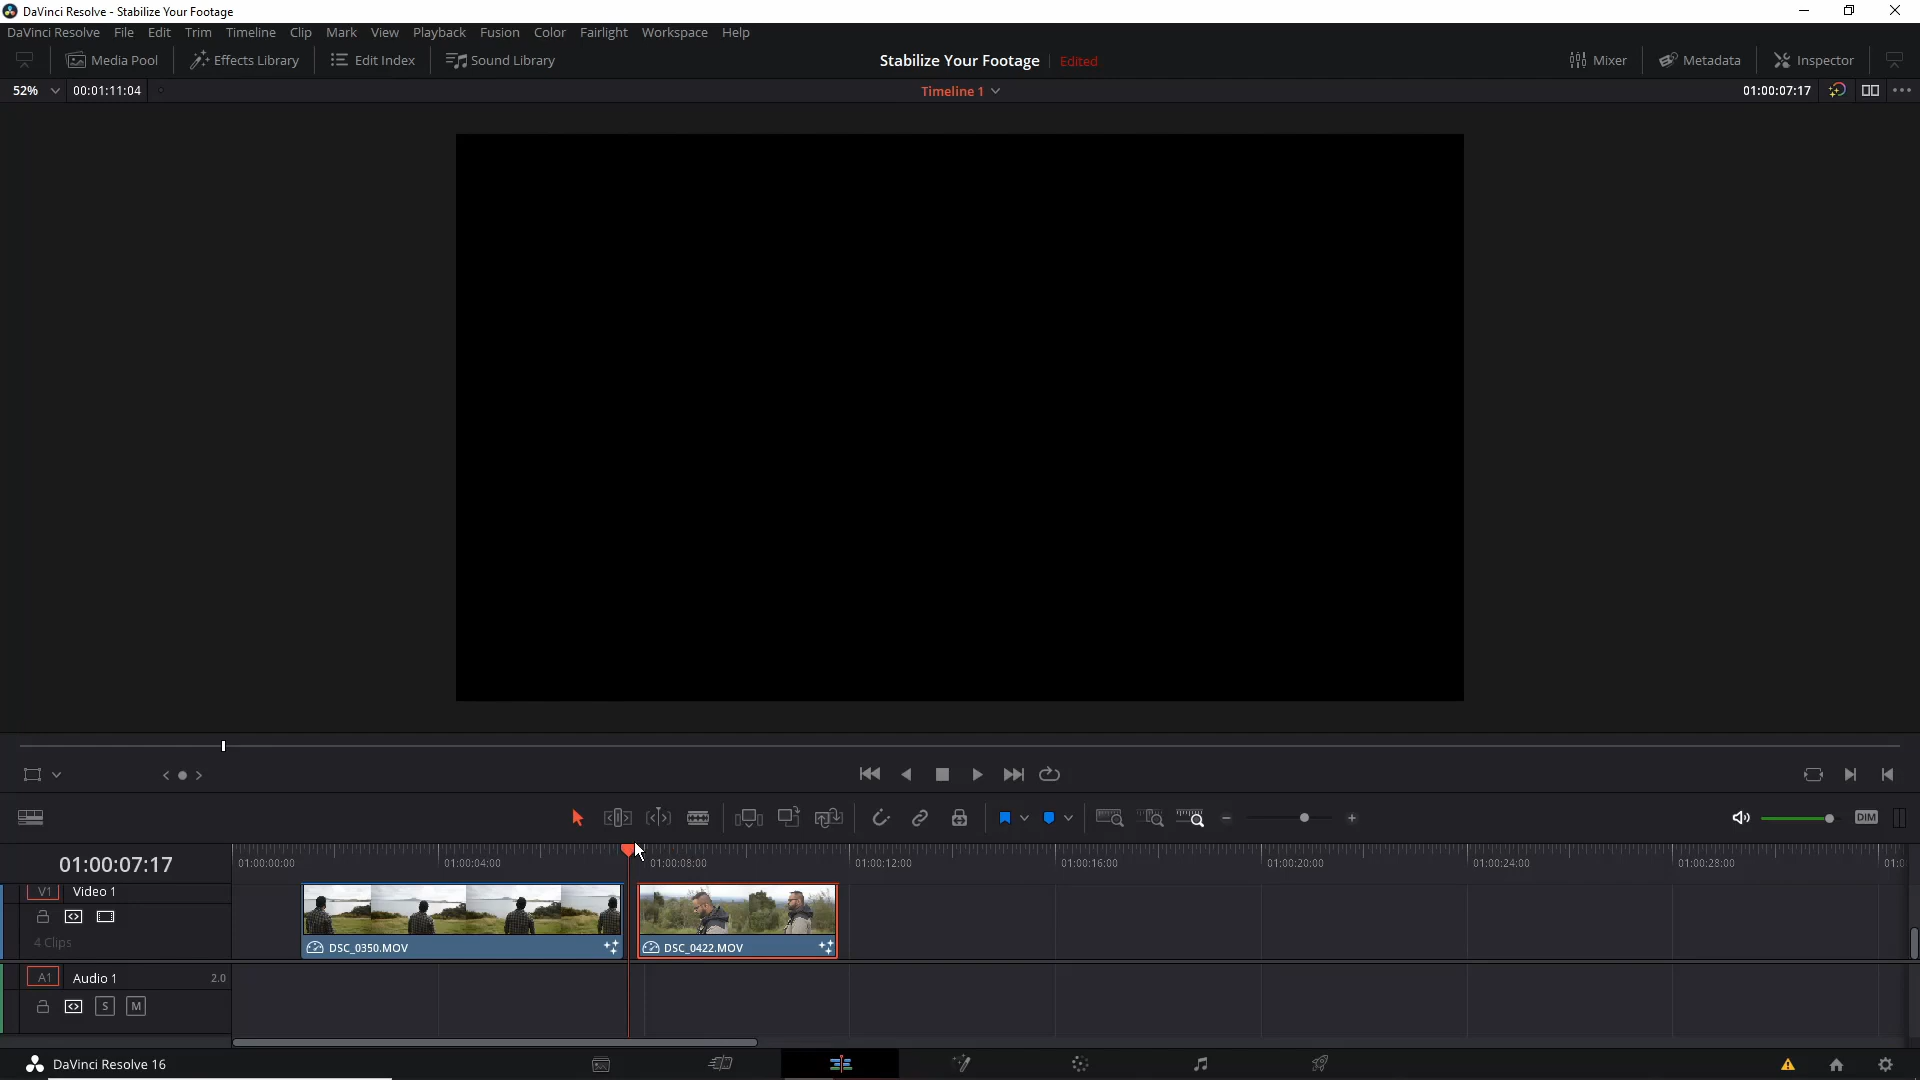 DaVinci Resolve - Stabilize Your Footage
DaVinci Resolve File Edit Trim Timeline Clip Mark View Playback Fusion Color Fairlight Workspace Help
Media Pool Effects Library Edit Index Sound Library Stabilize Your Footage Edited Mixer Metadata Inspector
52% 00:01:11:04 Timeline 1 01:00:07:17
DIM
01:00:07:17 01:00:00:00 01:00:04:00 01:00:08:00 01:00:12:00 01:00:16:00 01:00:20:00 01:00:24:00 01:00:28:00 01:0
V1 Video 1
4 Clips
DSC_0350.MOV DSC_0422.MOV
A1 Audio 1 2.0
S M
DaVinci Resolve 16